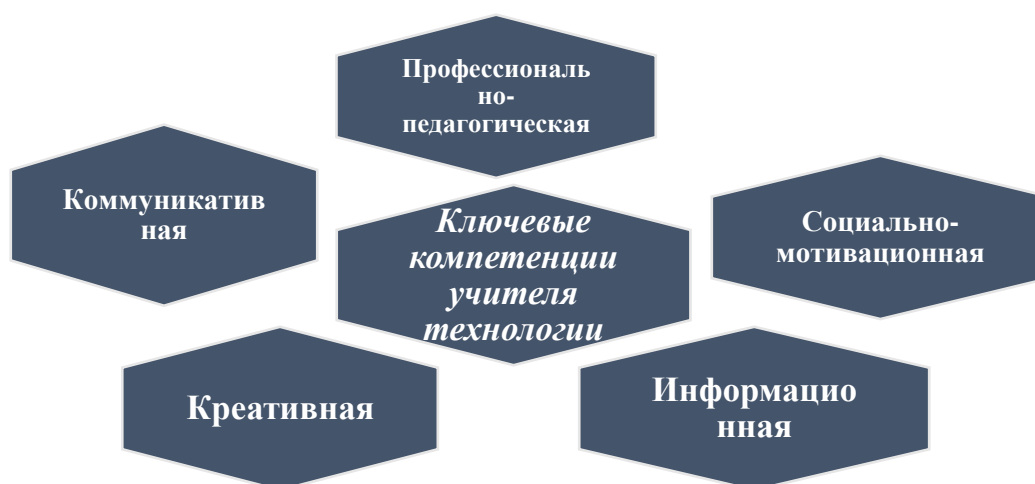 Профессиональ
но-
педагогическая
Коммуникатив
ная
Ключевые
компетенции
учителя
технологии
Социально-
мотивационная
Креативная
Информацио
нная